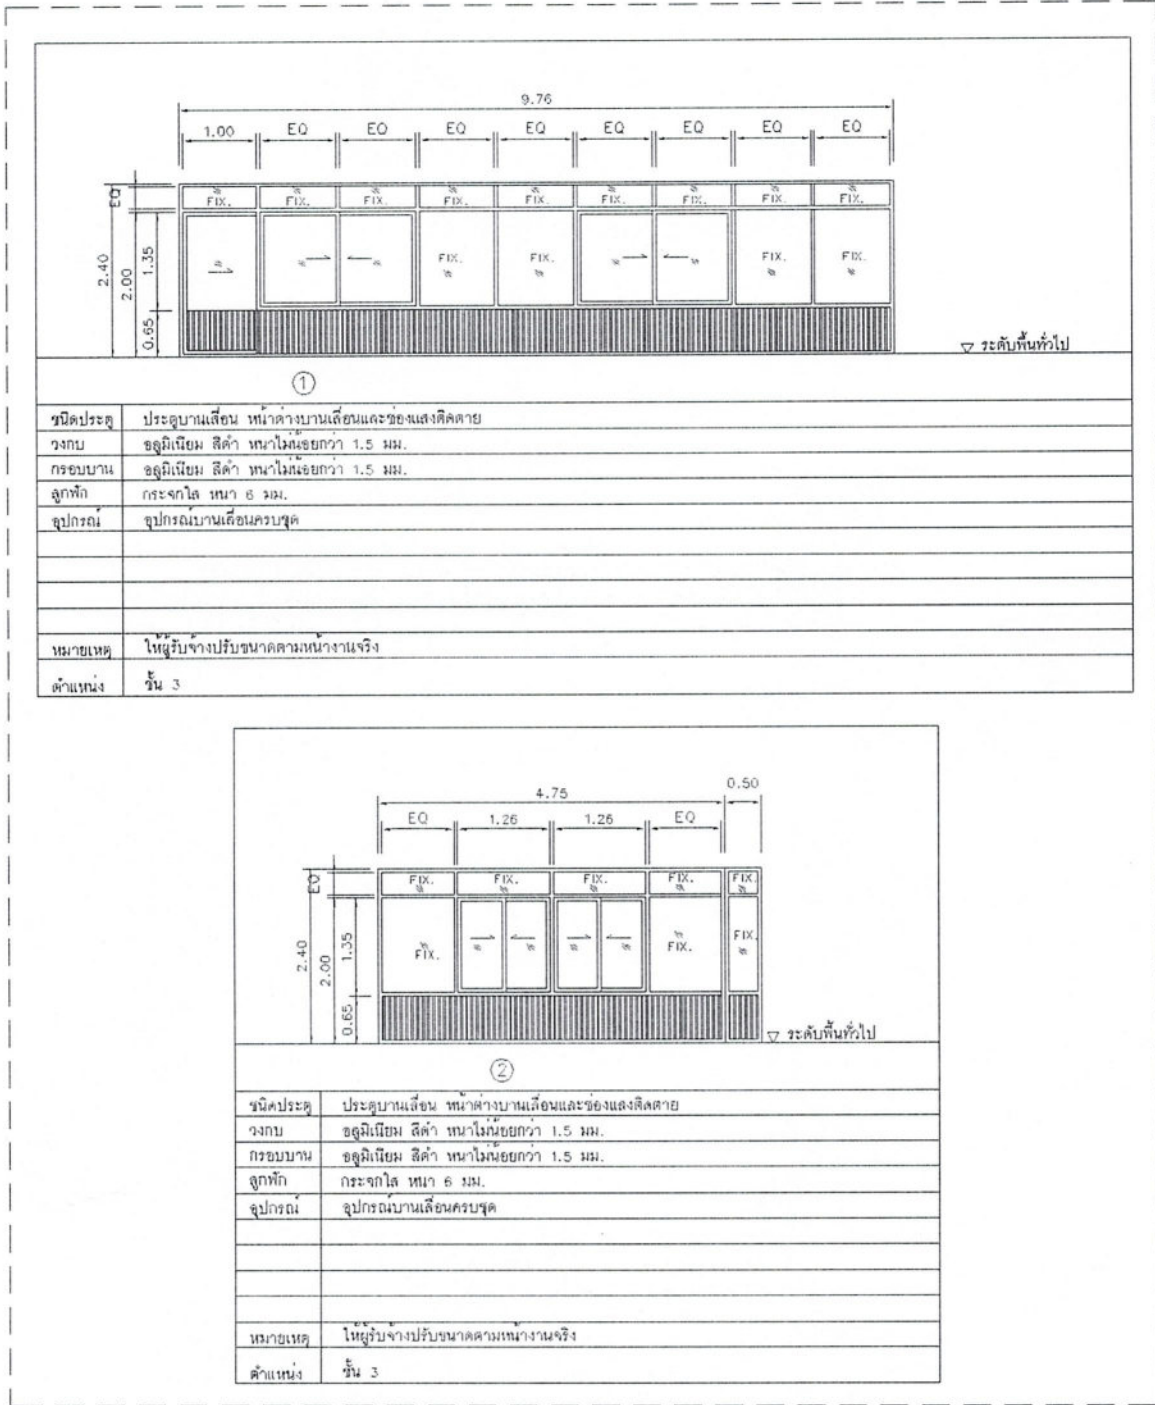 9.76
1.00 EQ EQ EQ EQ EQ EQ EQ EQ
EQ FIX. FIX. FIX. FIX. FIX. FIX. FIX. FIX. FIX.
2.40 2.00 1.35 FIX. FIX. FIX. FIX.
0.65
ระดับพื้นทั่วไป
1
ชนิดประตู ประตูบานเลื่อน หน้าต่างบานเลื่อนและช่องแสงติดตาย
วงกบ อลูมิเนียม สีดำ หนาไม่น้อยกว่า 1.5 มม.
กรอบบาน อลูมิเนียม สีดำ หนาไม่น้อยกว่า 1.5 มม.
ลูกฟัก กระจกใส หนา 6 มม.
อุปกรณ์ อุปกรณ์บานเลื่อนครบชุด
หมายเหตุ ให้ผู้รับจ้างปรับขนาดตามหน้างานจริง
ตำแหน่ง ชั้น 3
4.75 0.50
EQ 1.26 1.26 EQ
EQ FIX. FIX. FIX. FIX. FIX.
2.40 2.00 1.35 FIX. FIX. FIX.
0.65
ระดับพื้นทั่วไป
2
ชนิดประตู ประตูบานเลื่อน หน้าต่างบานเลื่อนและช่องแสงติดตาย
วงกบ อลูมิเนียม สีดำ หนาไม่น้อยกว่า 1.5 มม.
กรอบบาน อลูมิเนียม สีดำ หนาไม่น้อยกว่า 1.5 มม.
ลูกฟัก กระจกใส หนา 6 มม.
อุปกรณ์ อุปกรณ์บานเลื่อนครบชุด
หมายเหตุ ให้ผู้รับจ้างปรับขนาดตามหน้างานจริง
ตำแหน่ง ชั้น 3